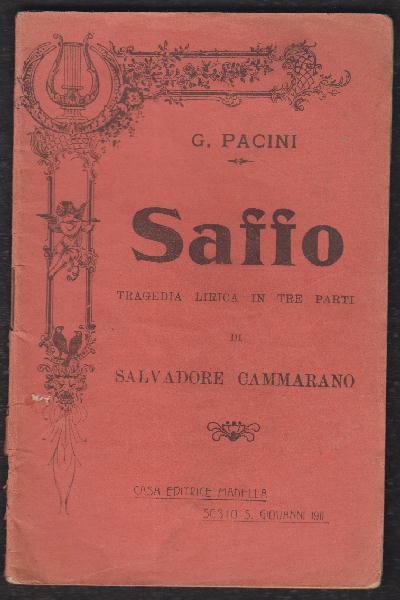 G. PACINI
Saffo
TRAGEDIA LIRICA IN TRE PARTI
DI
SALVADORE CAMMARANO
CASA EDITRICE MADELLA
SESTO S. GIOVANNI 1911